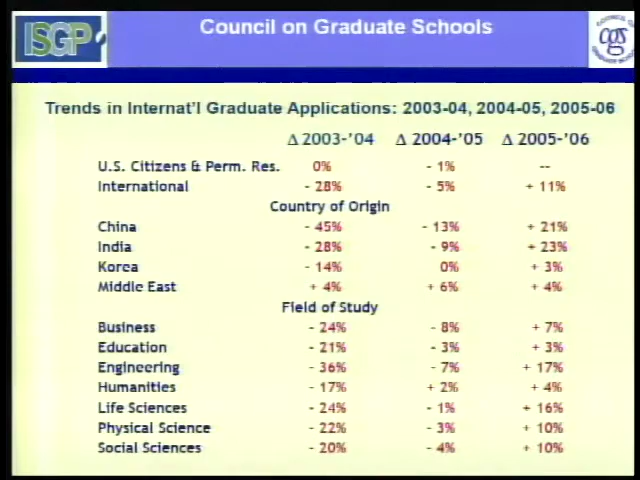 ISGP
Council on Graduate Schools
cgs
Trends in Internat'l Graduate Applications: 2003-04, 2004-05, 2005-06
Δ 2003-'04 Δ 2004-'05 Δ 2005-'06
U.S. Citizens & Perm. Res. 0% - 1% --
International - 28% - 5% + 11%
Country of Origin
China - 45% - 13% + 21%
India - 28% - 9% + 23%
Korea - 14% 0% + 3%
Middle East + 4% + 6% + 4%
Field of Study
Business - 24% - 8% + 7%
Education - 21% - 3% + 3%
Engineering - 36% - 7% + 17%
Humanities - 17% + 2% + 4%
Life Sciences - 24% - 1% + 16%
Physical Science - 22% - 3% + 10%
Social Sciences - 20% - 4% + 10%